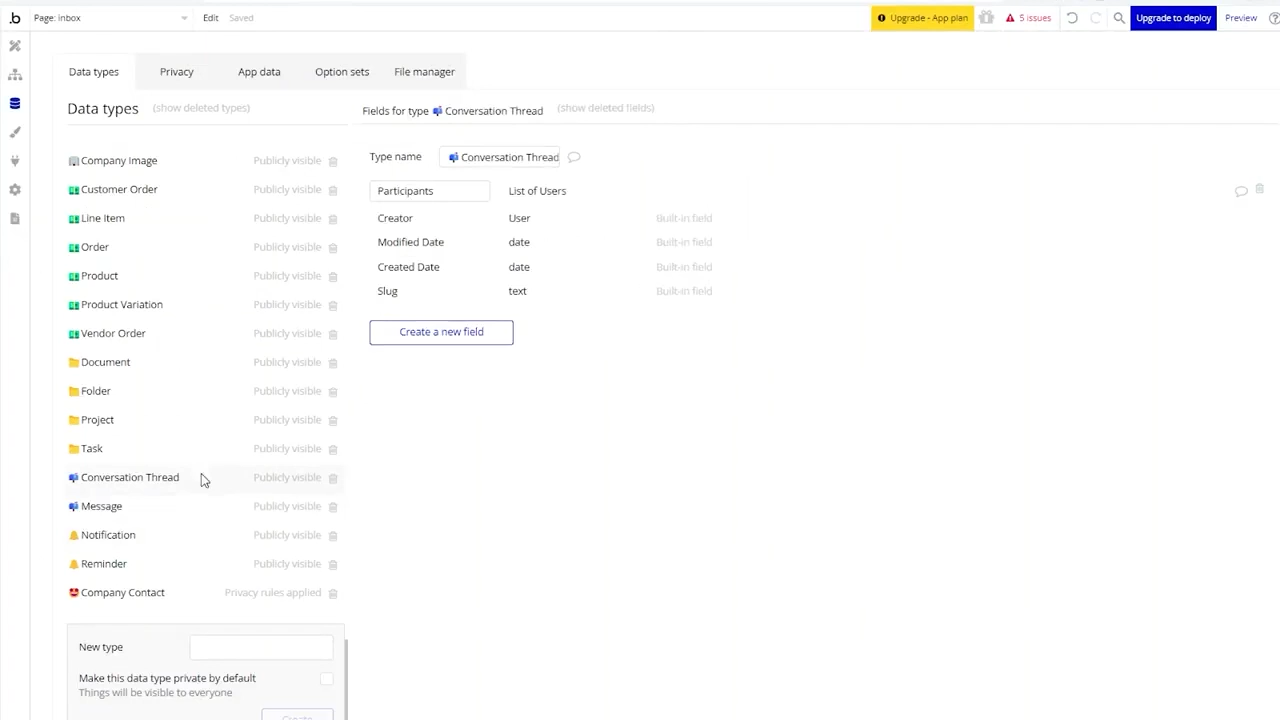 .b Page: inbox Edit Saved Upgrade - App plan 5 issues Upgrade to deploy Preview
Data types Privacy App data Option sets File manager
Data types (show deleted types)
Company Image Publicly visible
Customer Order Publicly visible
Line Item Publicly visible
Order Publicly visible
Product Publicly visible
Product Variation Publicly visible
Vendor Order Publicly visible
Document Publicly visible
Folder Publicly visible
Project Publicly visible
Task Publicly visible
Conversation Thread Publicly visible
Message Publicly visible
Notification Publicly visible
Reminder Publicly visible
Company Contact Privacy rules applied
New type
Make this data type private by default
Things will be visible to everyone
Create
Fields for type Conversation Thread (show deleted fields)
Type name Conversation Thread
Participants List of Users
Creator User Built-in field
Modified Date date Built-in field
Created Date date Built-in field
Slug text Built-in field
Create a new field